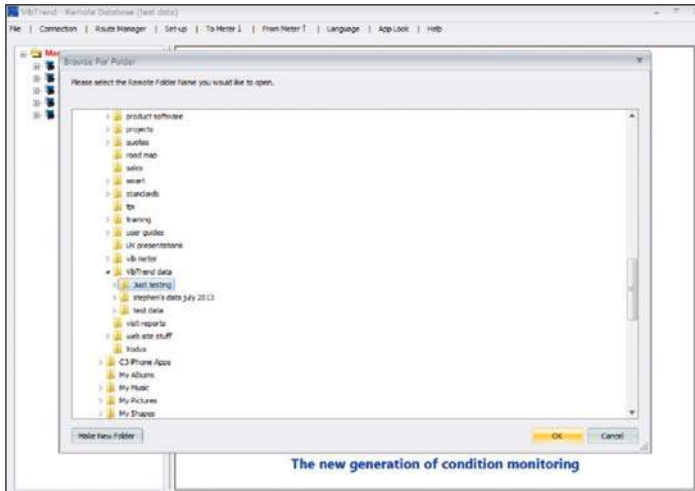 VibTrend - Remote Database (test data)
File | Connection | Route Manager | Set-up | To Meter ↓ | From Meter ↑ | Language | App Look | Help
Browse For Folder
Please select the Remote Folder Name you would like to open.
product software
projects
quotes
road map
sales
smart
standards
training
user guides
UV presentations
vib meter
VibTrend data
Just testing
stephen's data july 2013
test data
visit reports
web site stuff
Xodus
C3 iPhone Apps
My Albums
My Music
My Pictures
My Shapes
Make New Folder
OK
Cancel
The new generation of condition monitoring